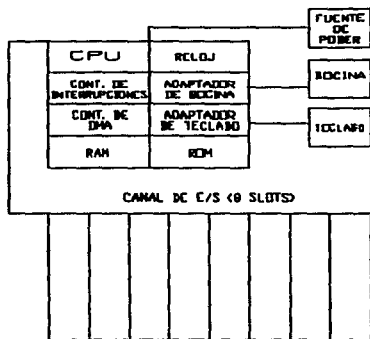 FUENTE
DE
PODER
CPU
RELOJ
CONT. DE
INTERRUPCIONES
ADAPTADOR
DE BOCINA
BOCINA
CONT. DE
DMA
ADAPTADOR
DE TECLADO
TECLADO
RAM
ROM
CANAL DE E/S (8 SLOTS)